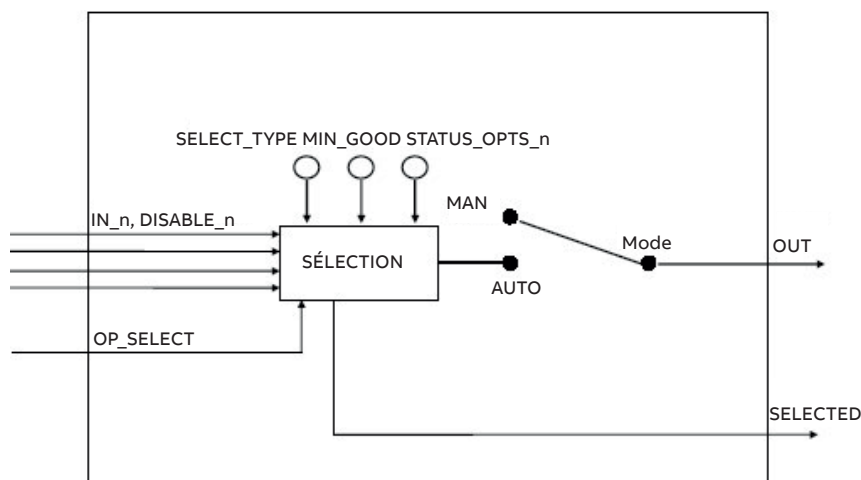 SELECT_TYPE MIN_GOOD STATUS_OPTS_n
MAN
IN_n, DISABLE_n
Mode
OUT
SÉLECTION
AUTO
OP_SELECT
SELECTED